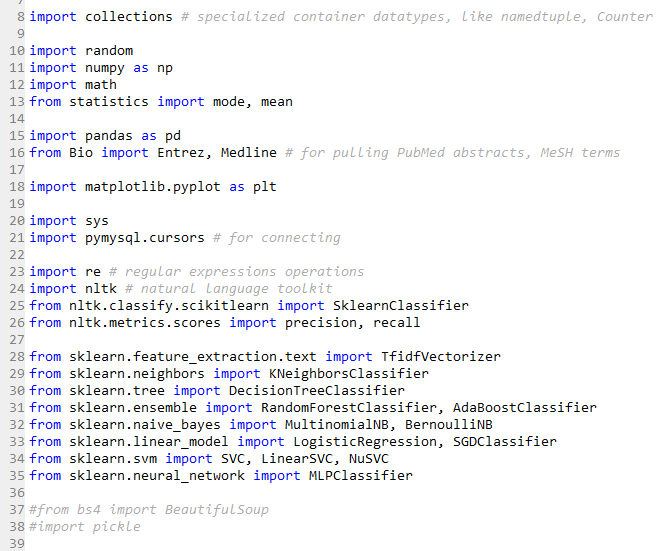 8 import collections # specialized container datatypes, like namedtuple, Counter
9
10 import random
11 import numpy as np
12 import math
13 from statistics import mode, mean
14
15 import pandas as pd
16 from Bio import Entrez, Medline # for pulling PubMed abstracts, MeSH terms
17
18 import matplotlib.pyplot as plt
19
20 import sys
21 import pymysql.cursors # for connecting
22
23 import re # regular expressions operations
24 import nltk # natural language toolkit
25 from nltk.classify.scikitlearn import SklearnClassifier
26 from nltk.metrics.scores import precision, recall
27
28 from sklearn.feature_extraction.text import TfidfVectorizer
29 from sklearn.neighbors import KNeighborsClassifier
30 from sklearn.tree import DecisionTreeClassifier
31 from sklearn.ensemble import RandomForestClassifier, AdaBoostClassifier
32 from sklearn.naive_bayes import MultinomialNB, BernoulliNB
33 from sklearn.linear_model import LogisticRegression, SGDClassifier
34 from sklearn.svm import SVC, LinearSVC, NuSVC
35 from sklearn.neural_network import MLPClassifier
36
37 #from bs4 import BeautifulSoup
38 #import pickle
39